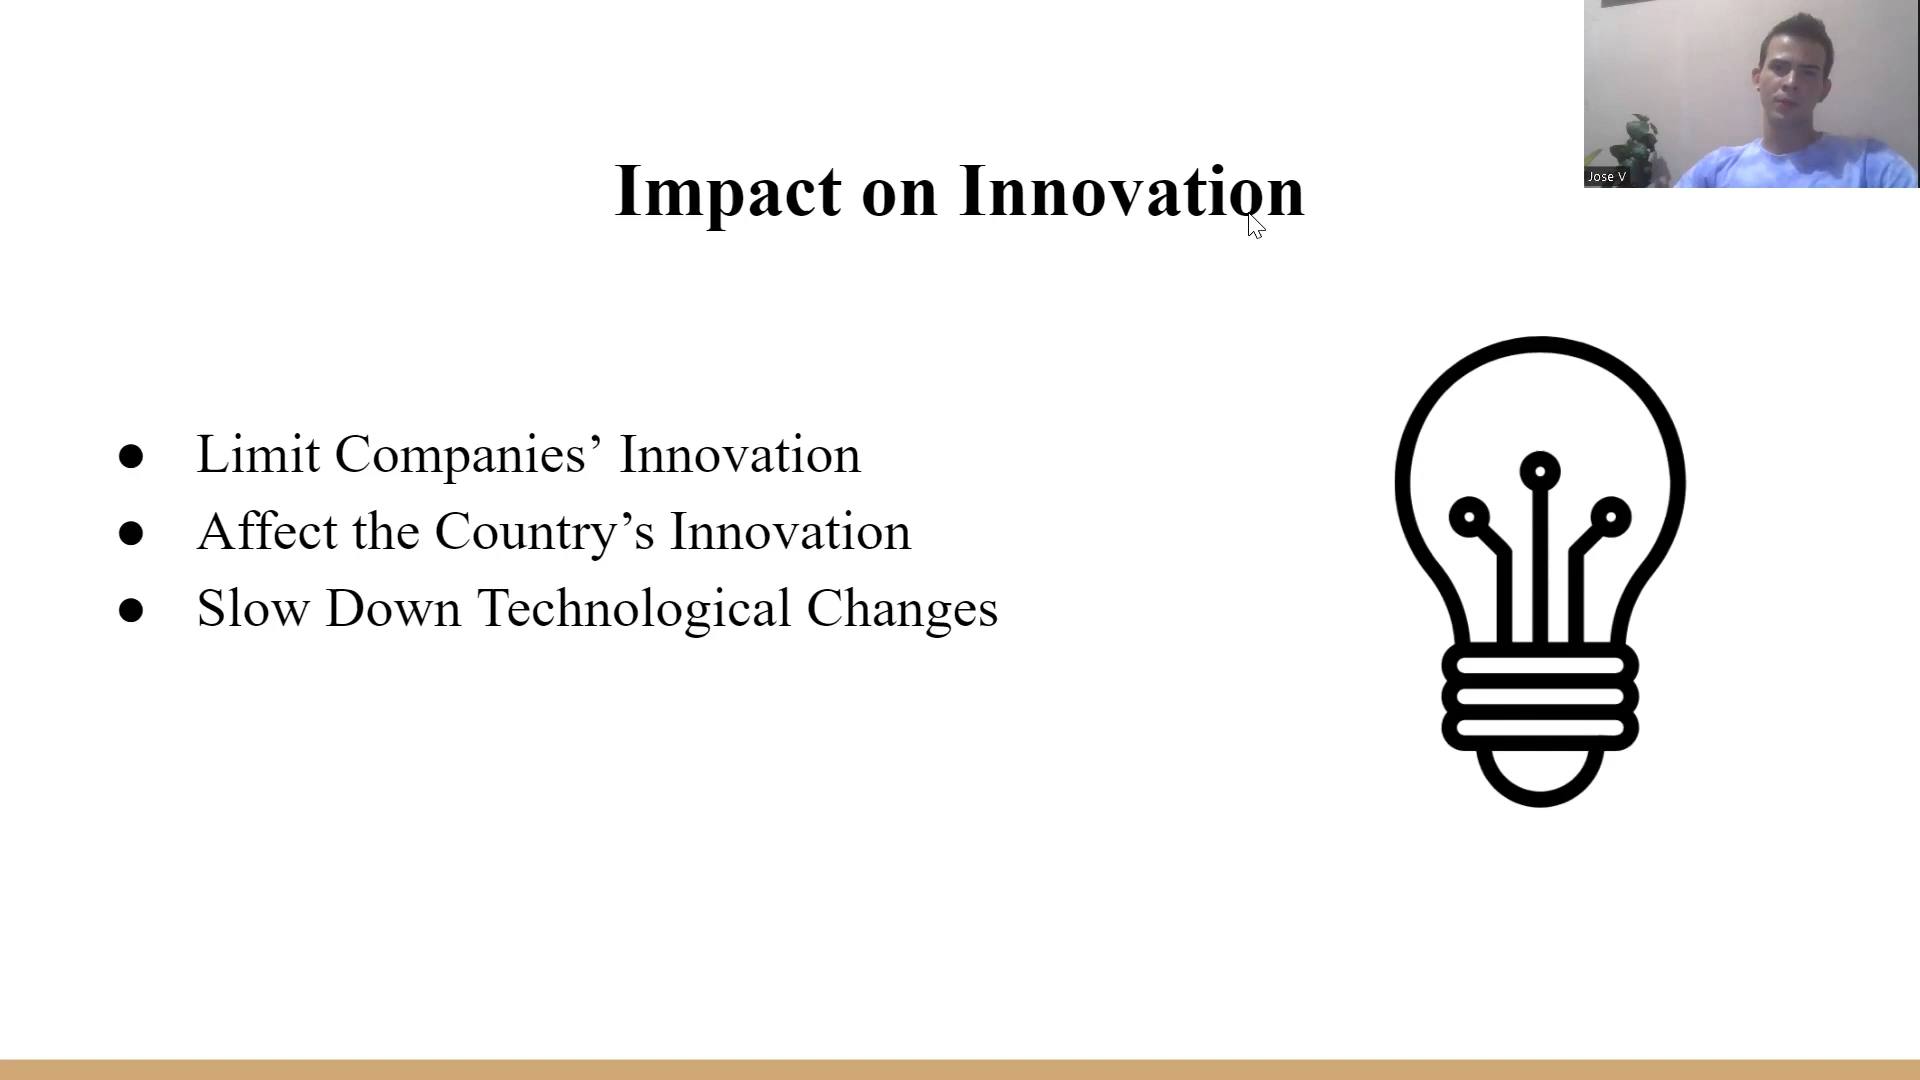 Impact on Innovation
Jose V
● Limit Companies’ Innovation
● Affect the Country’s Innovation
● Slow Down Technological Changes